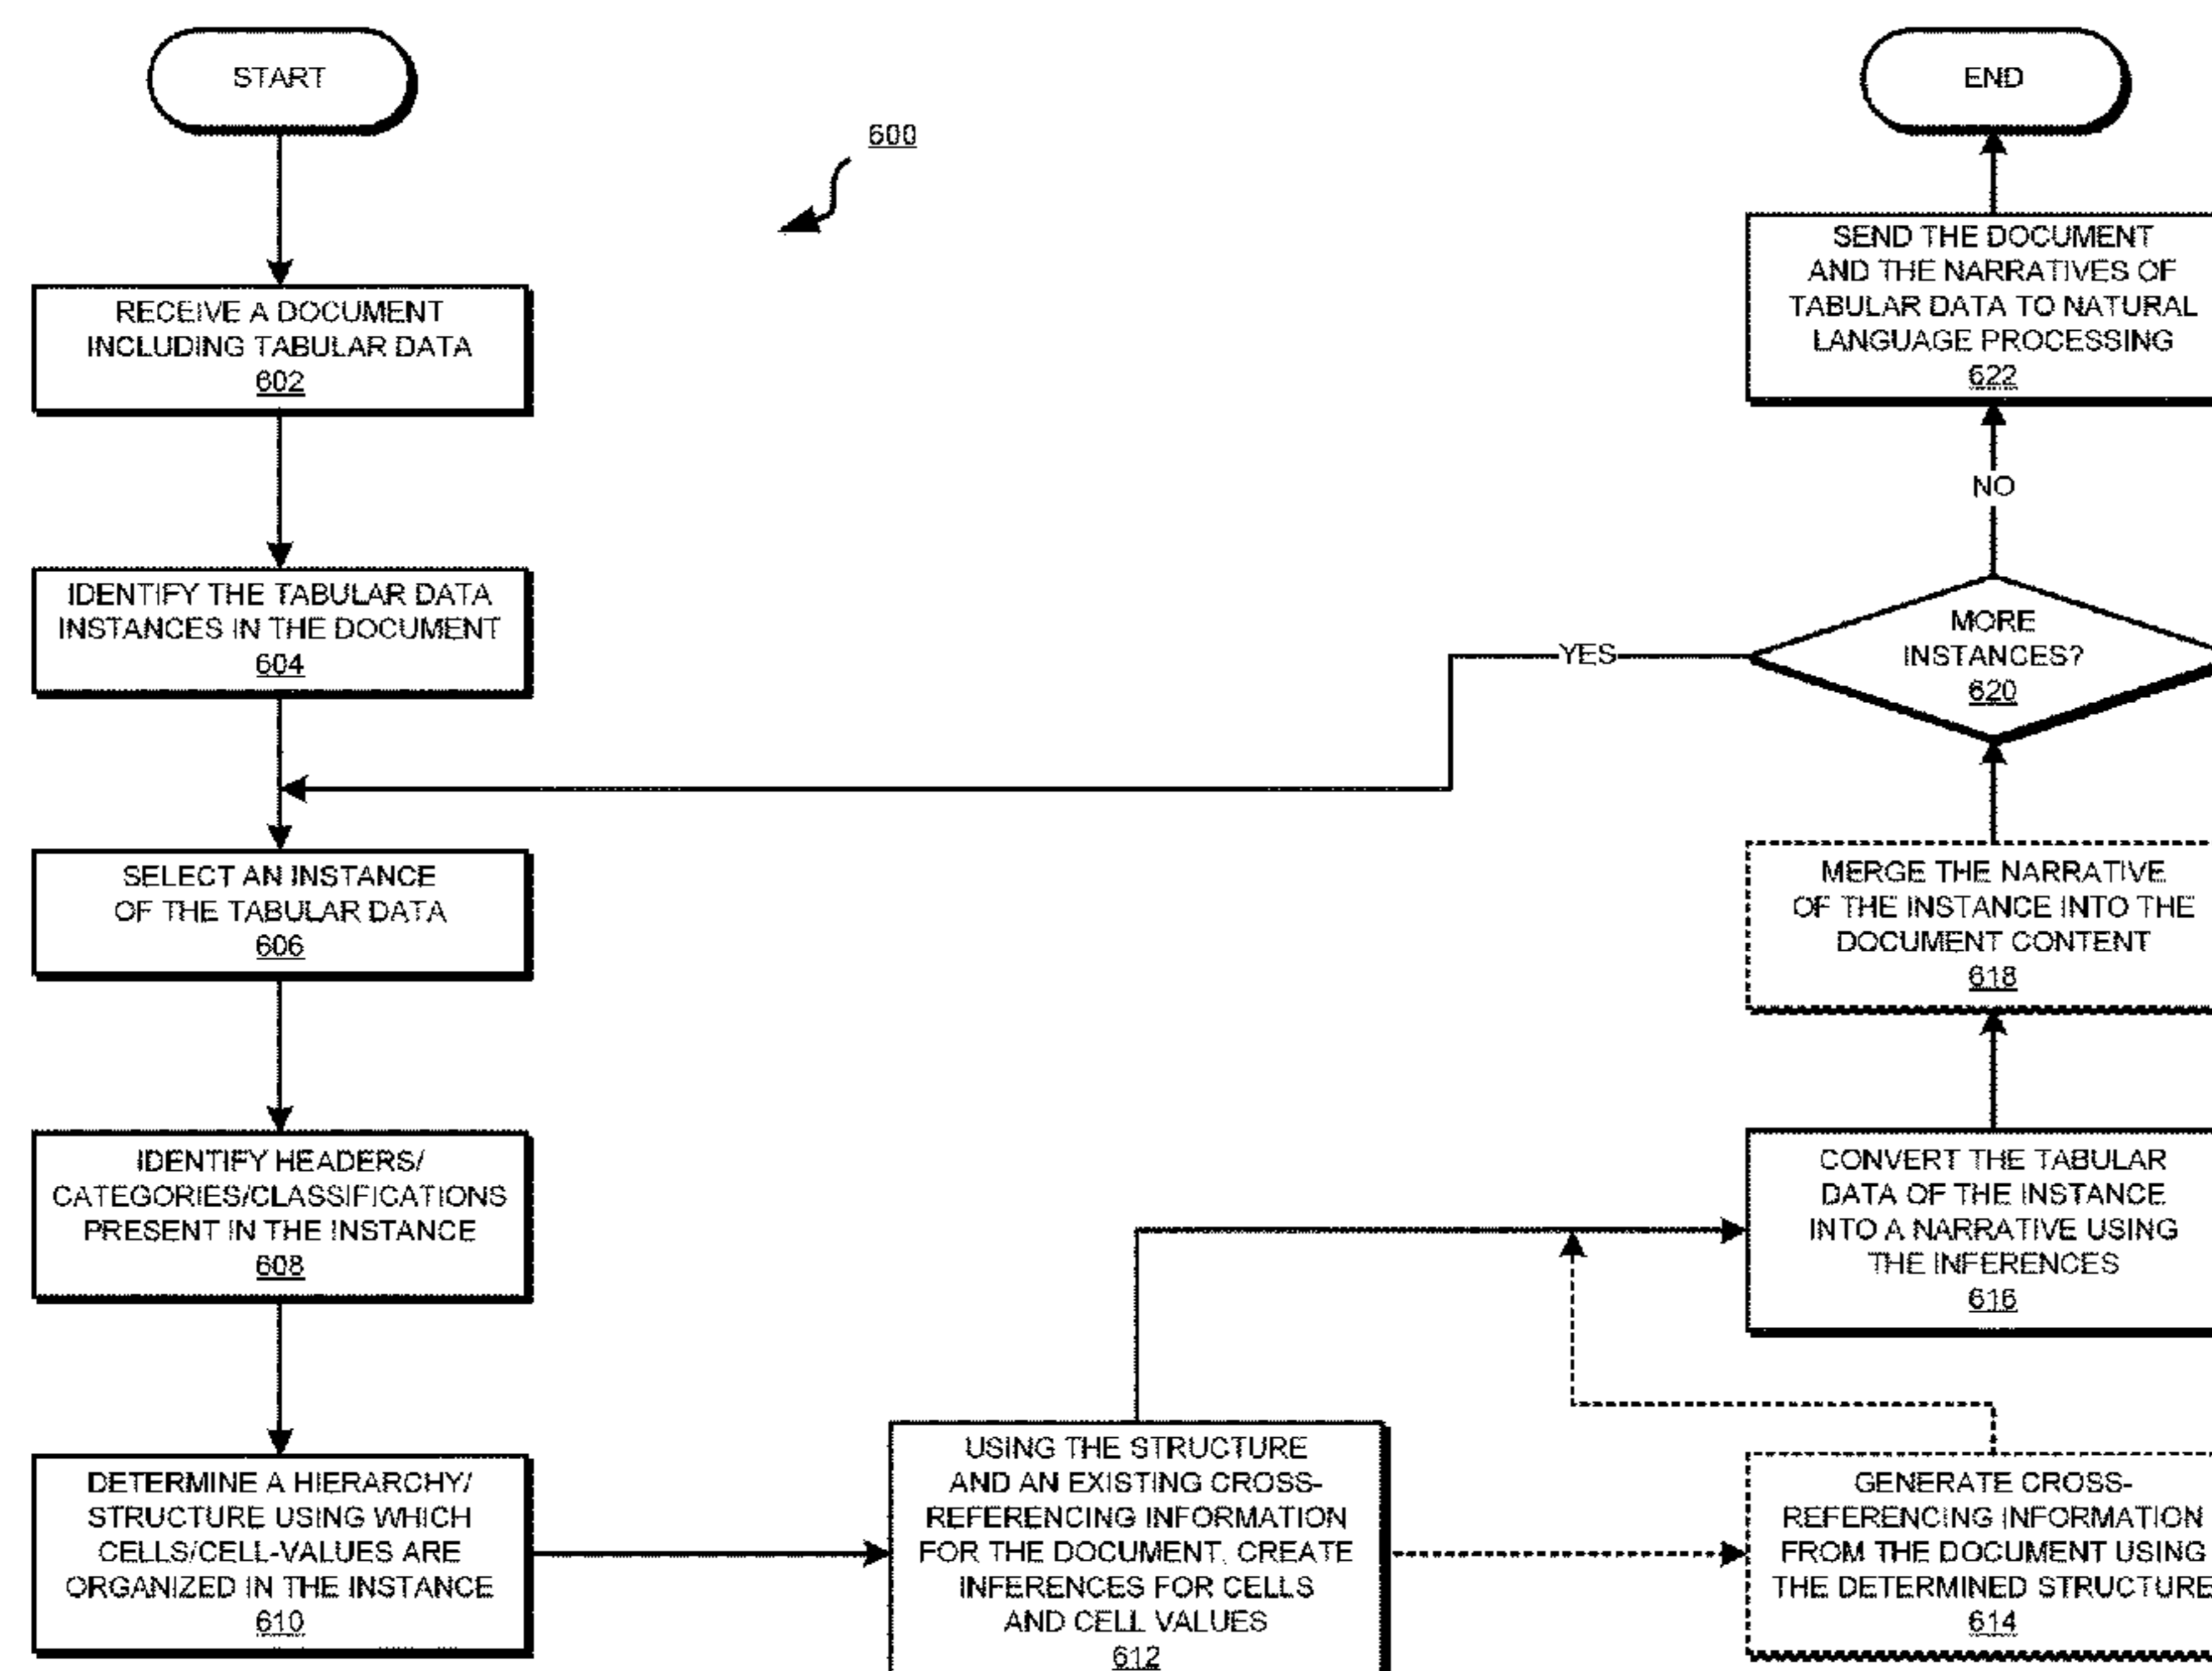 START
600
RECEIVE A DOCUMENT
INCLUDING TABULAR DATA
602
IDENTIFY THE TABULAR DATA
INSTANCES IN THE DOCUMENT
604
SELECT AN INSTANCE
OF THE TABULAR DATA
606
IDENTIFY HEADERS/
CATEGORIES/CLASSIFICATIONS
PRESENT IN THE INSTANCE
608
DETERMINE A HIERARCHY/
STRUCTURE USING WHICH
CELLS/CELL-VALUES ARE
ORGANIZED IN THE INSTANCE
610
USING THE STRUCTURE
AND AN EXISTING CROSS-
REFERENCING INFORMATION
FOR THE DOCUMENT, CREATE
INFERENCES FOR CELLS
AND CELL VALUES
612
GENERATE CROSS-
REFERENCING INFORMATION
FROM THE DOCUMENT USING
THE DETERMINED STRUCTURE
614
CONVERT THE TABULAR
DATA OF THE INSTANCE
INTO A NARRATIVE USING
THE INFERENCES
616
MERGE THE NARRATIVE
OF THE INSTANCE INTO THE
DOCUMENT CONTENT
618
MORE
INSTANCES?
620
YES
NO
SEND THE DOCUMENT
AND THE NARRATIVES OF
TABULAR DATA TO NATURAL
LANGUAGE PROCESSING
622
END